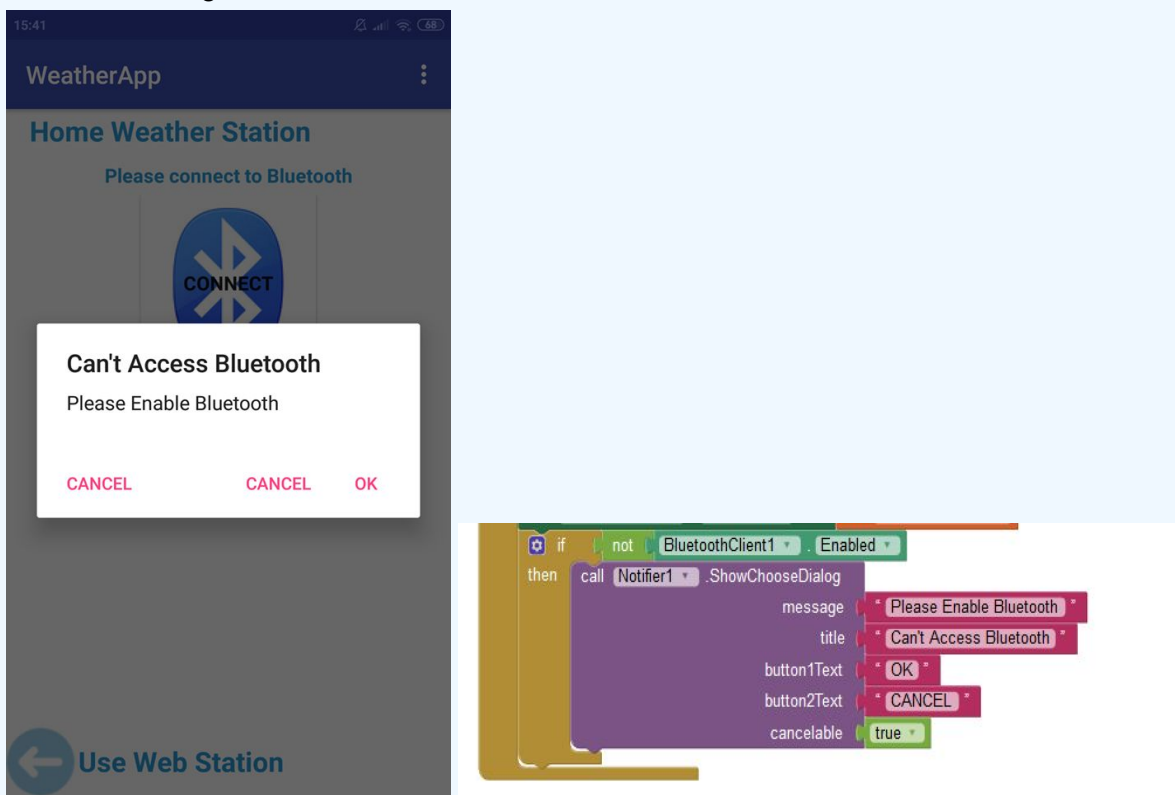 15:41
68
WeatherApp
Home Weather Station
Please connect to Bluetooth
CONNECT
Can't Access Bluetooth
Please Enable Bluetooth
CANCEL CANCEL OK
Use Web Station
if not BluetoothClient1 . Enabled
then call Notifier1 .ShowChooseDialog
message " Please Enable Bluetooth "
title " Can't Access Bluetooth "
button1Text " OK "
button2Text " CANCEL "
cancelable true